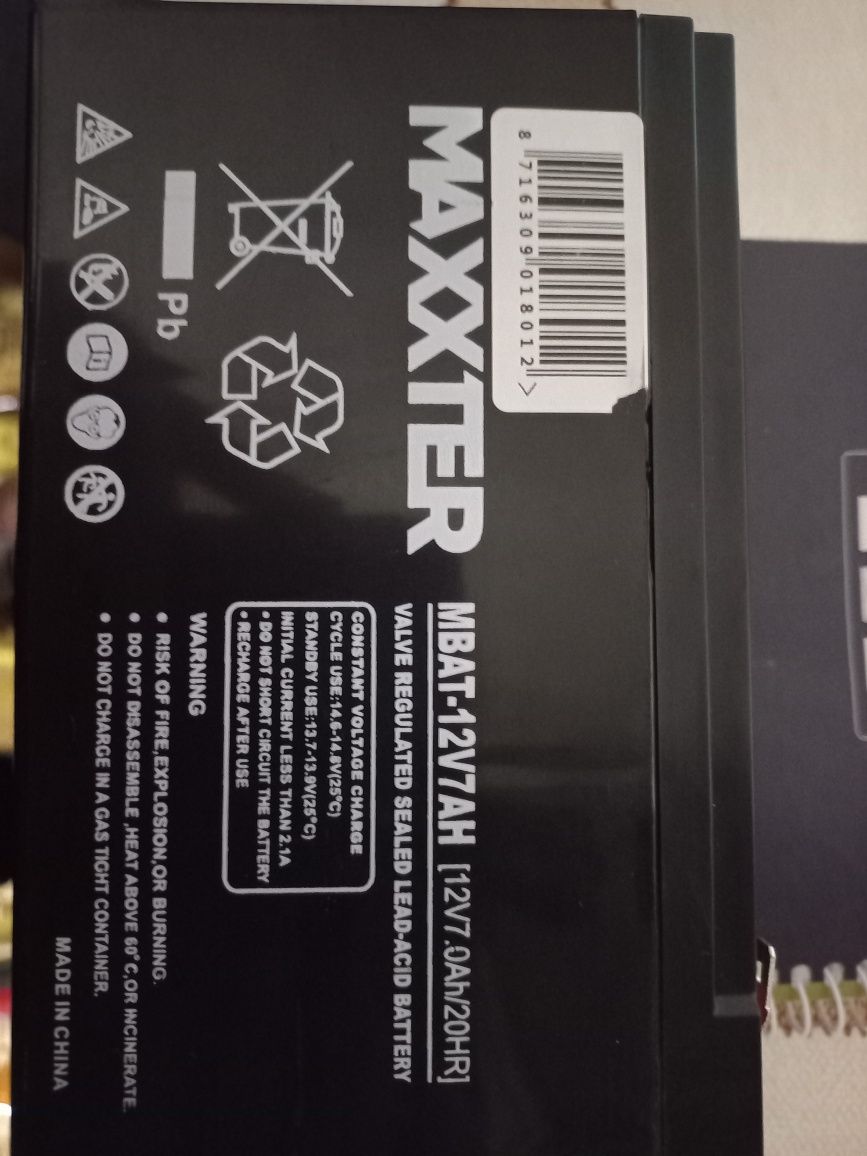 8 716309 018012 >
MAXXTER
Pb
MBAT-12V7AH [12V7.0Ah/20HR]
VALVE REGULATED SEALED LEAD-ACID BATTERY
CONSTANT VOLTAGE CHARGE
CYCLE USE:14.6-14.8V(25°C)
STANDBY USE:13.7-13.9V(25°C)
INITIAL CURRENT LESS THAN 2.1A
• DO NOT SHORT CIRCUIT THE BATTERY
• RECHARGE AFTER USE
WARNING
• RISK OF FIRE,EXPLOSION,OR BURNING.
• DO NOT DISASSEMBLE ,HEAT ABOVE 60°C,OR INCINERATE.
• DO NOT CHARGE IN A GAS TIGHT CONTAINER.
MADE IN CHINA